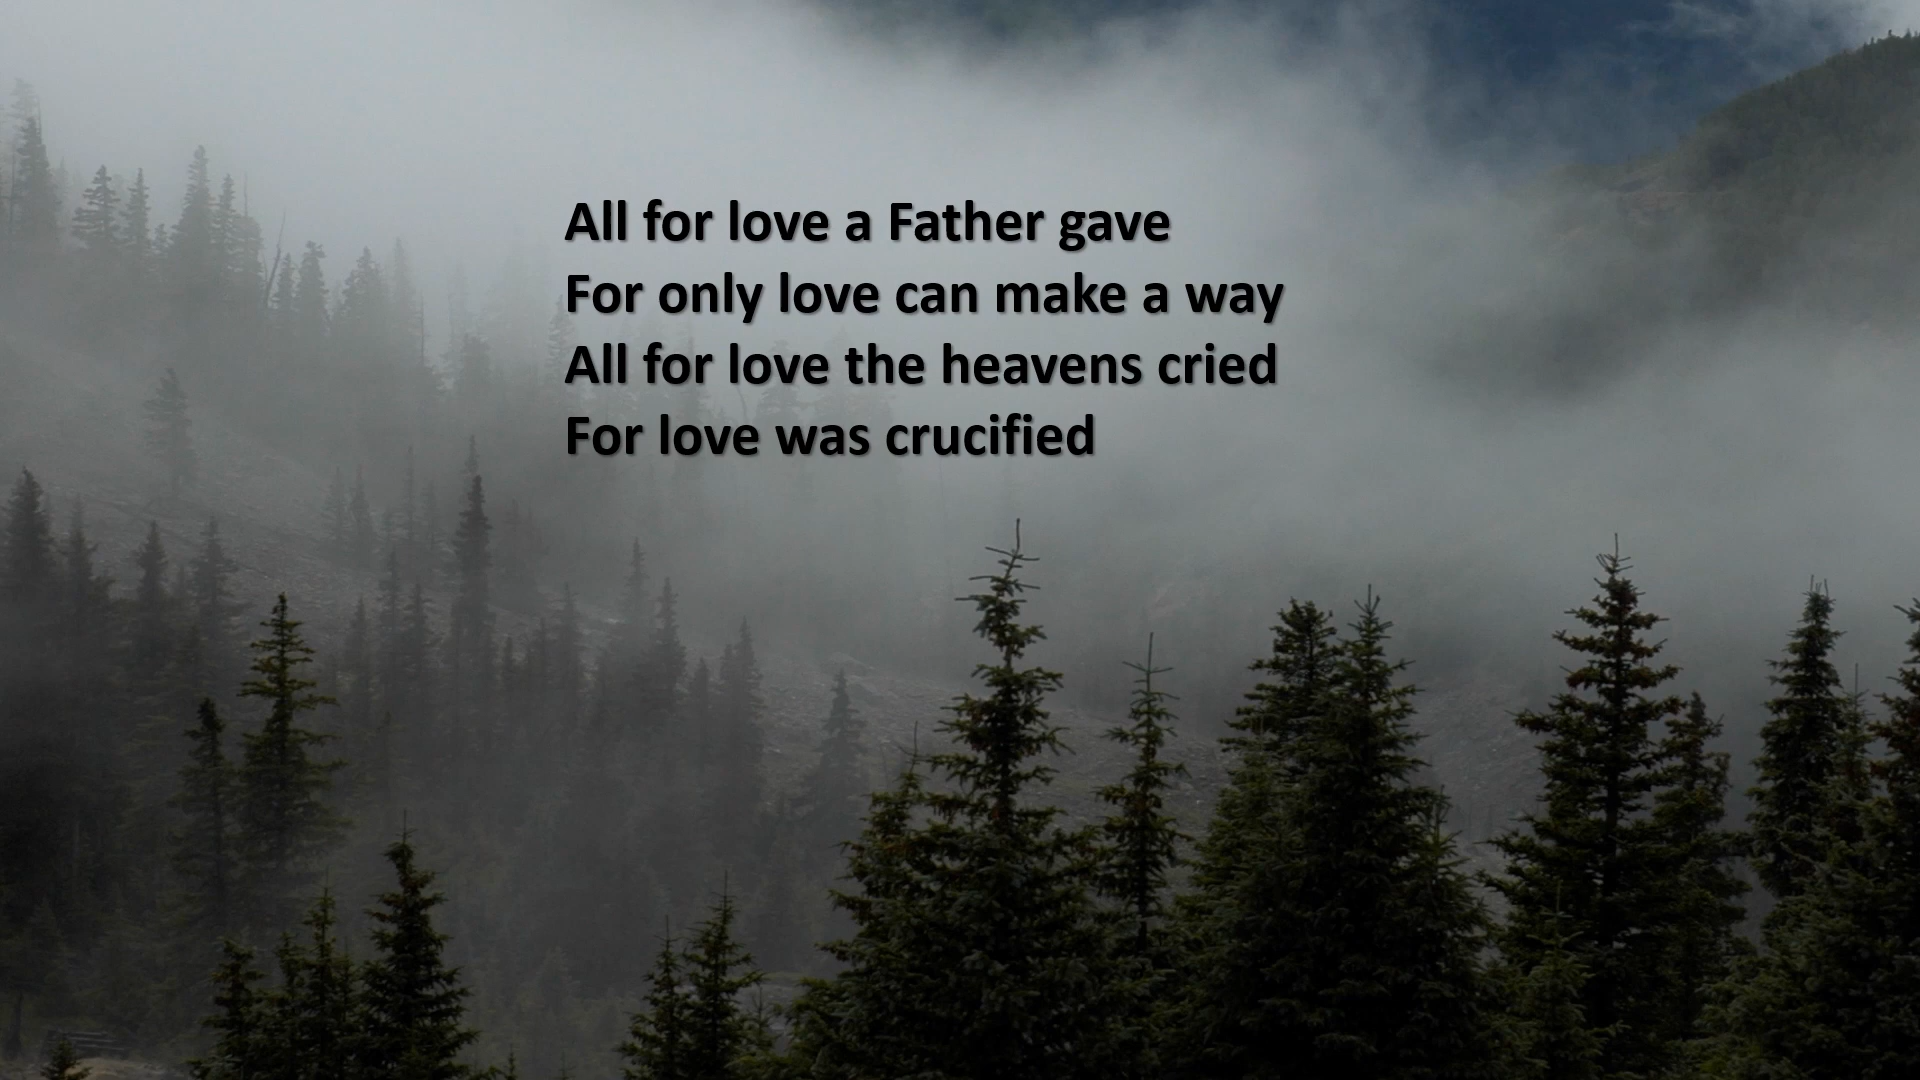 All for love a Father gave
For only love can make a way
All for love the heavens cried
For love was crucified